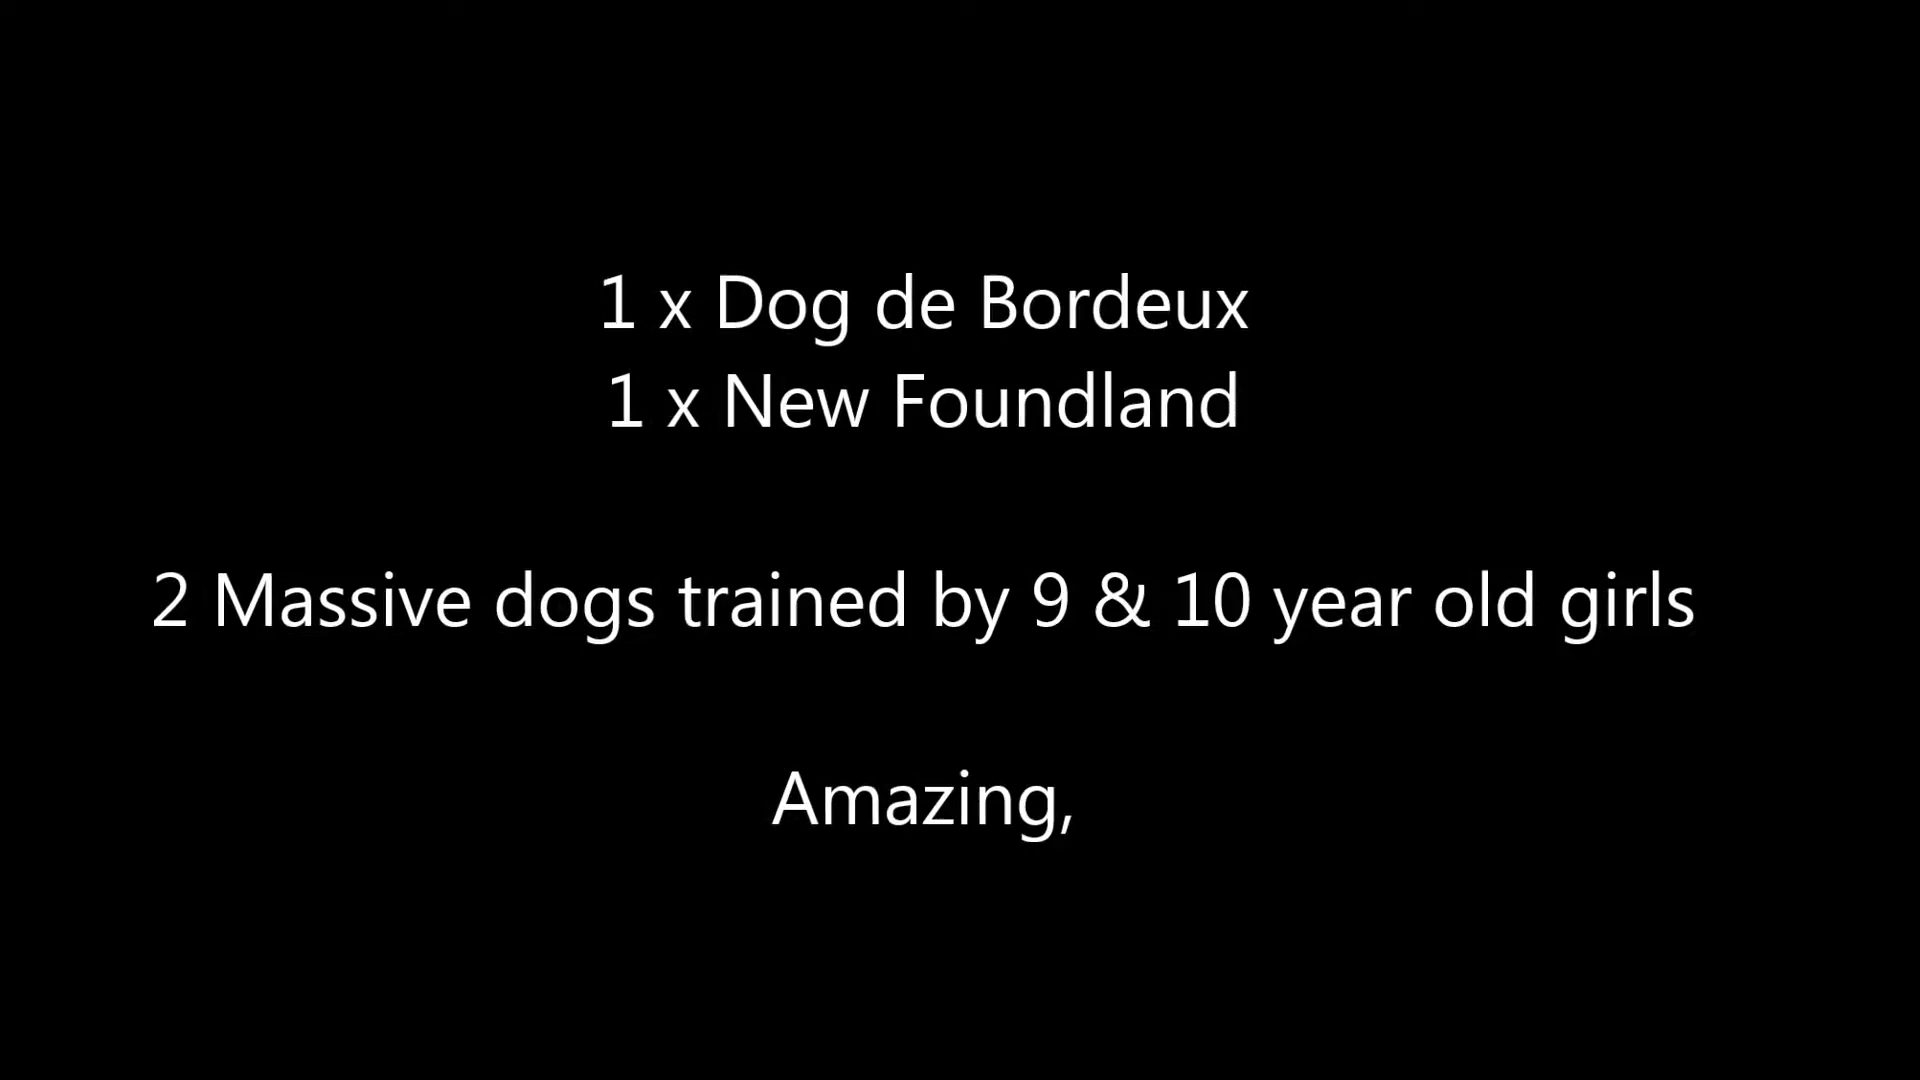 1 x Dog de Bordeux
1 x New Foundland
2 Massive dogs trained by 9 & 10 year old girls
Amazing,